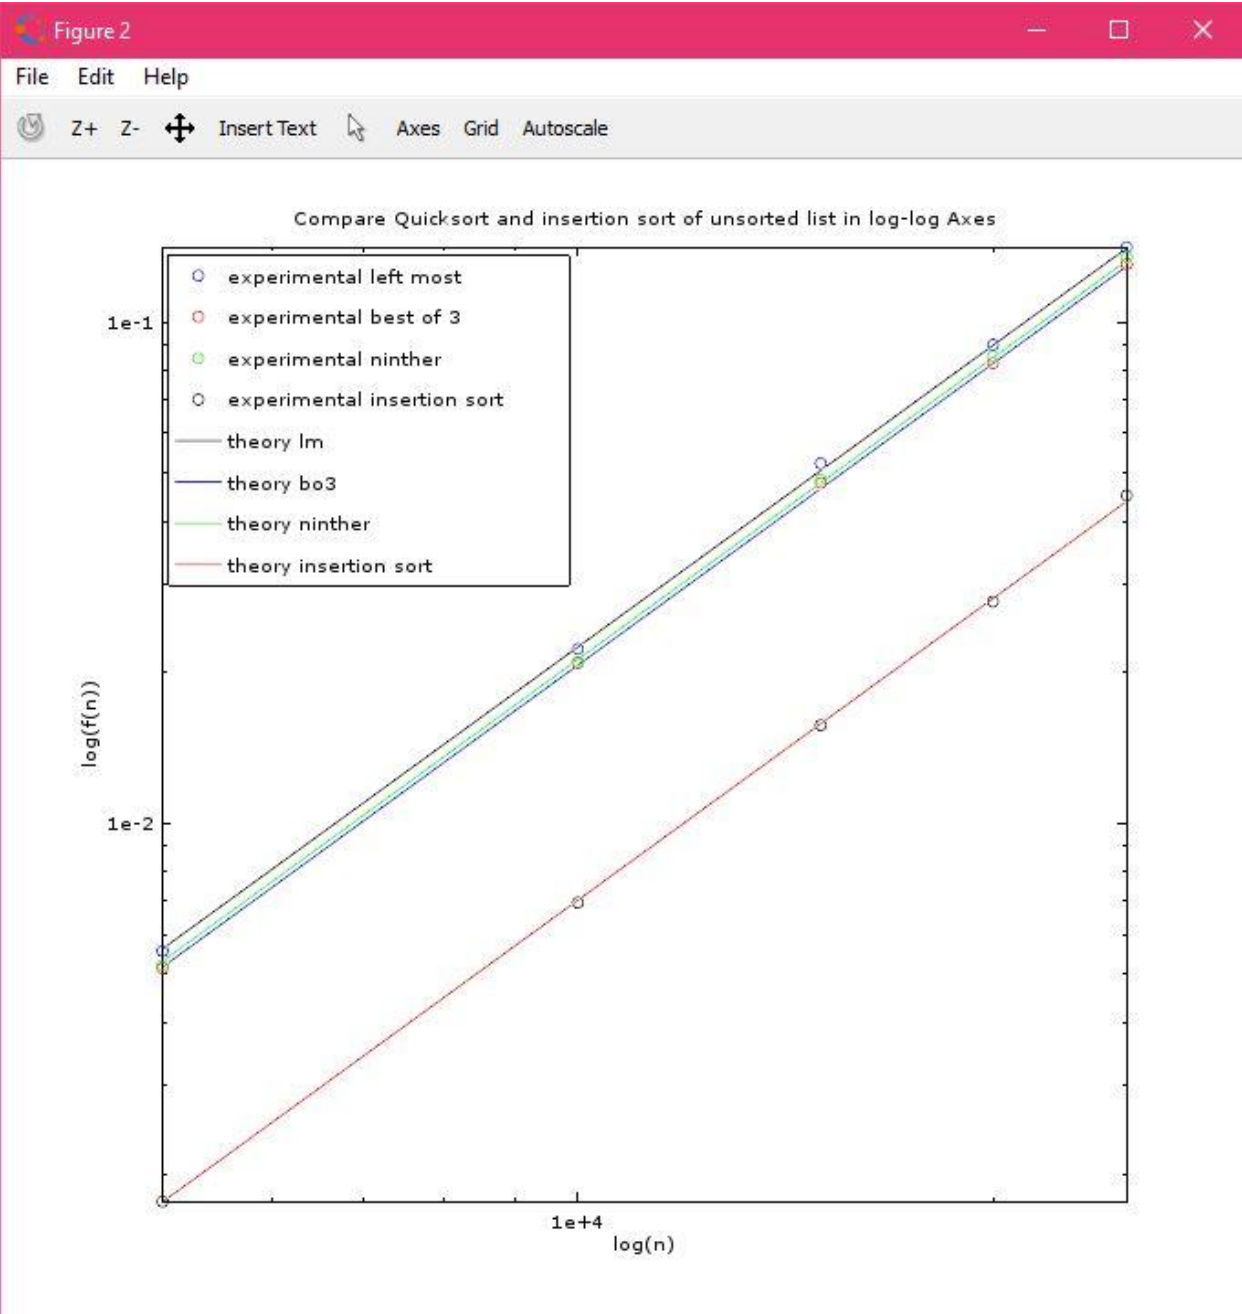 Figure 2
File Edit Help
Z+ Z- Insert Text Axes Grid Autoscale
Compare Quicksort and insertion sort of unsorted list in log-log Axes
experimental left most
experimental best of 3
experimental ninther
experimental insertion sort
theory lm
theory bo3
theory ninther
theory insertion sort
1e-1
log(f(n))
1e-2
1e+4
log(n)